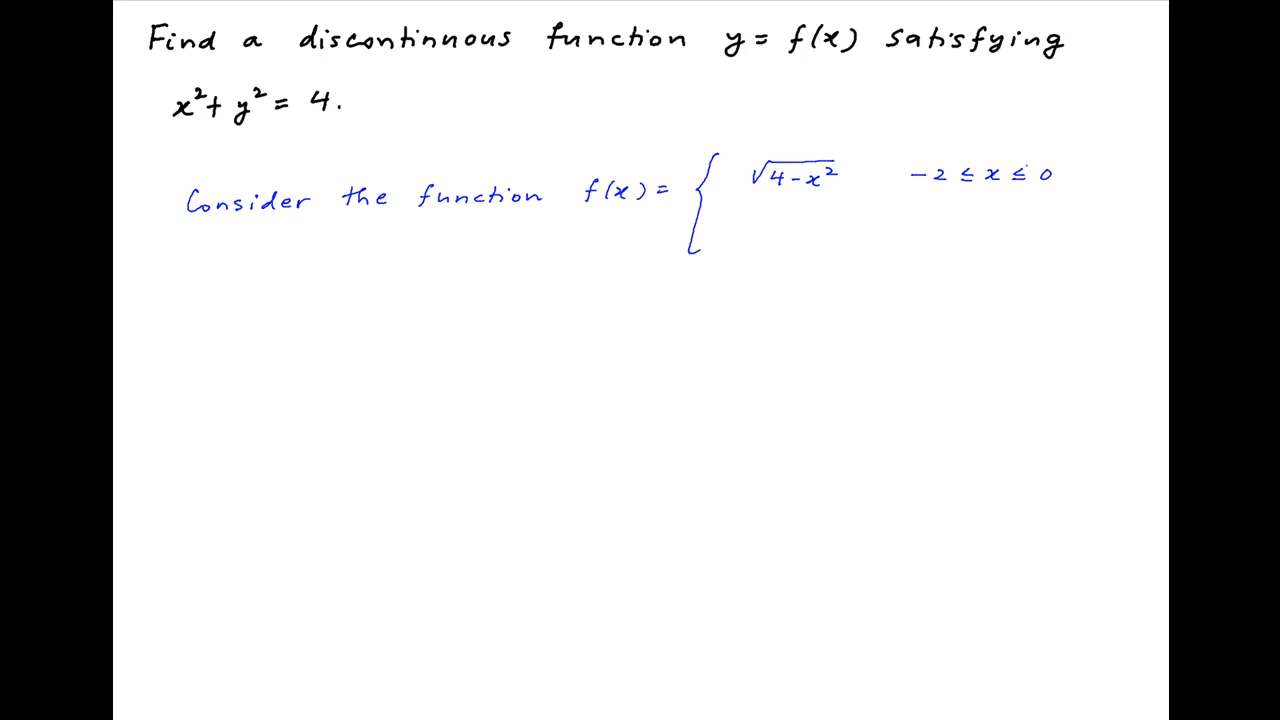 Find a discontinuous function y = f(x) satisfying
x² + y² = 4.
Consider the function f(x) = { √(4-x²) -2 ≤ x ≤ 0